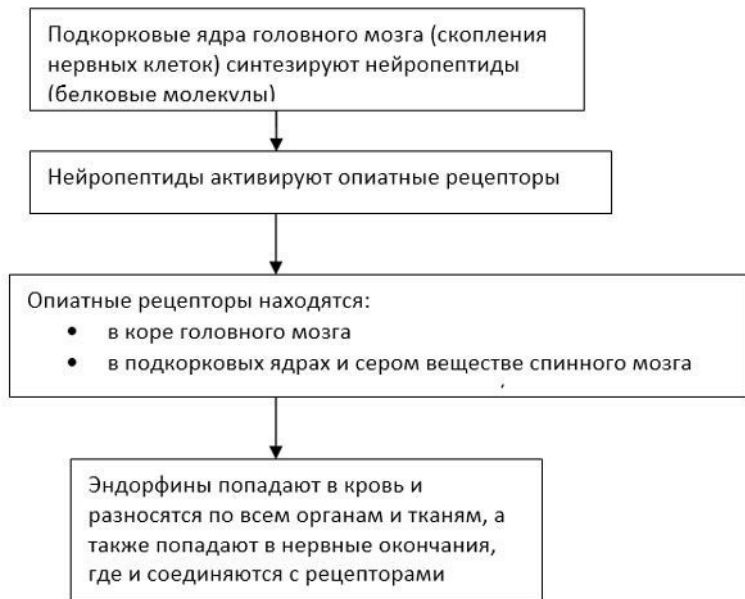 Подкорковые ядра головного мозга (скопления
нервных клеток) синтезируют нейропептиды
(белковые молекулы)
Нейропептиды активируют опиатные рецепторы
Опиатные рецепторы находятся:
• в коре головного мозга
• в подкорковых ядрах и сером веществе спинного мозга
Эндорфины попадают в кровь и
разносятся по всем органам и тканям, а
также попадают в нервные окончания,
где и соединяются с рецепторами